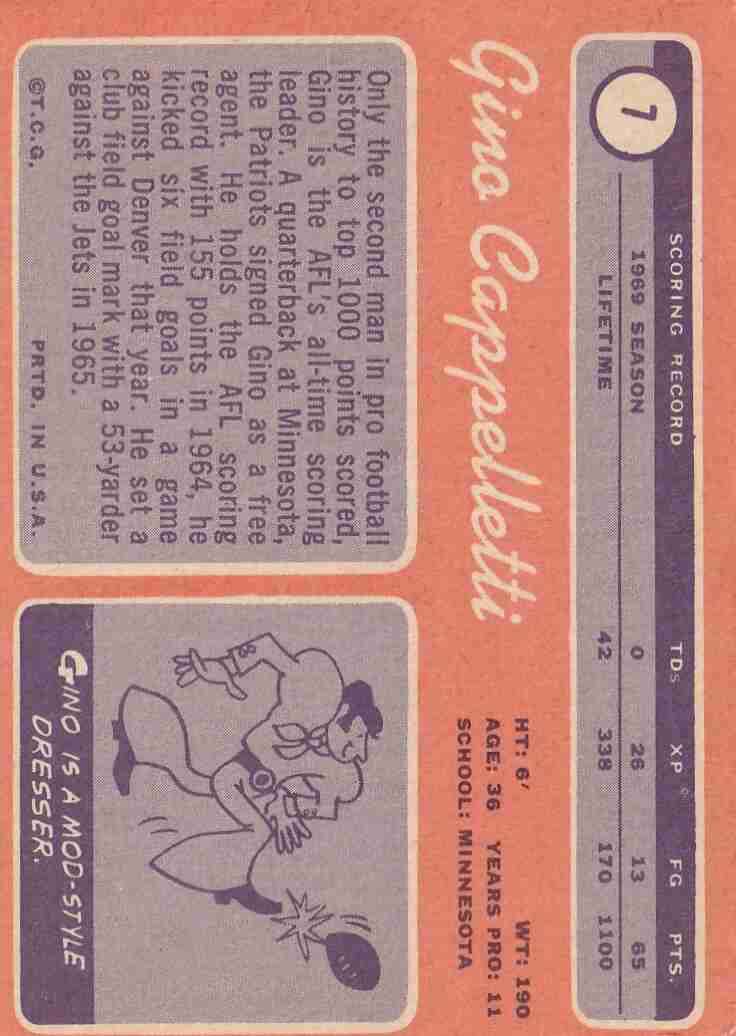 7
SCORING RECORD TDs XP FG PTS.
1969 SEASON 0 26 13 65
LIFETIME 42 338 170 1100
Gino Cappelletti
HT: 6' WT: 190
AGE: 36 YEARS PRO: 11
SCHOOL: MINNESOTA
Only the second man in pro football
history to top 1000 points scored,
Gino is the AFL's all-time scoring
leader. A quarterback at Minnesota,
the Patriots signed Gino as a free
agent. He holds the AFL scoring
record with 155 points in 1964, he
kicked six field goals in a game
against Denver that year. He set a
club field goal mark with a 53-yarder
against the Jets in 1965.
©T.C.G. PRTD. IN U.S.A.
8
GINO IS A MOD-STYLE
DRESSER.